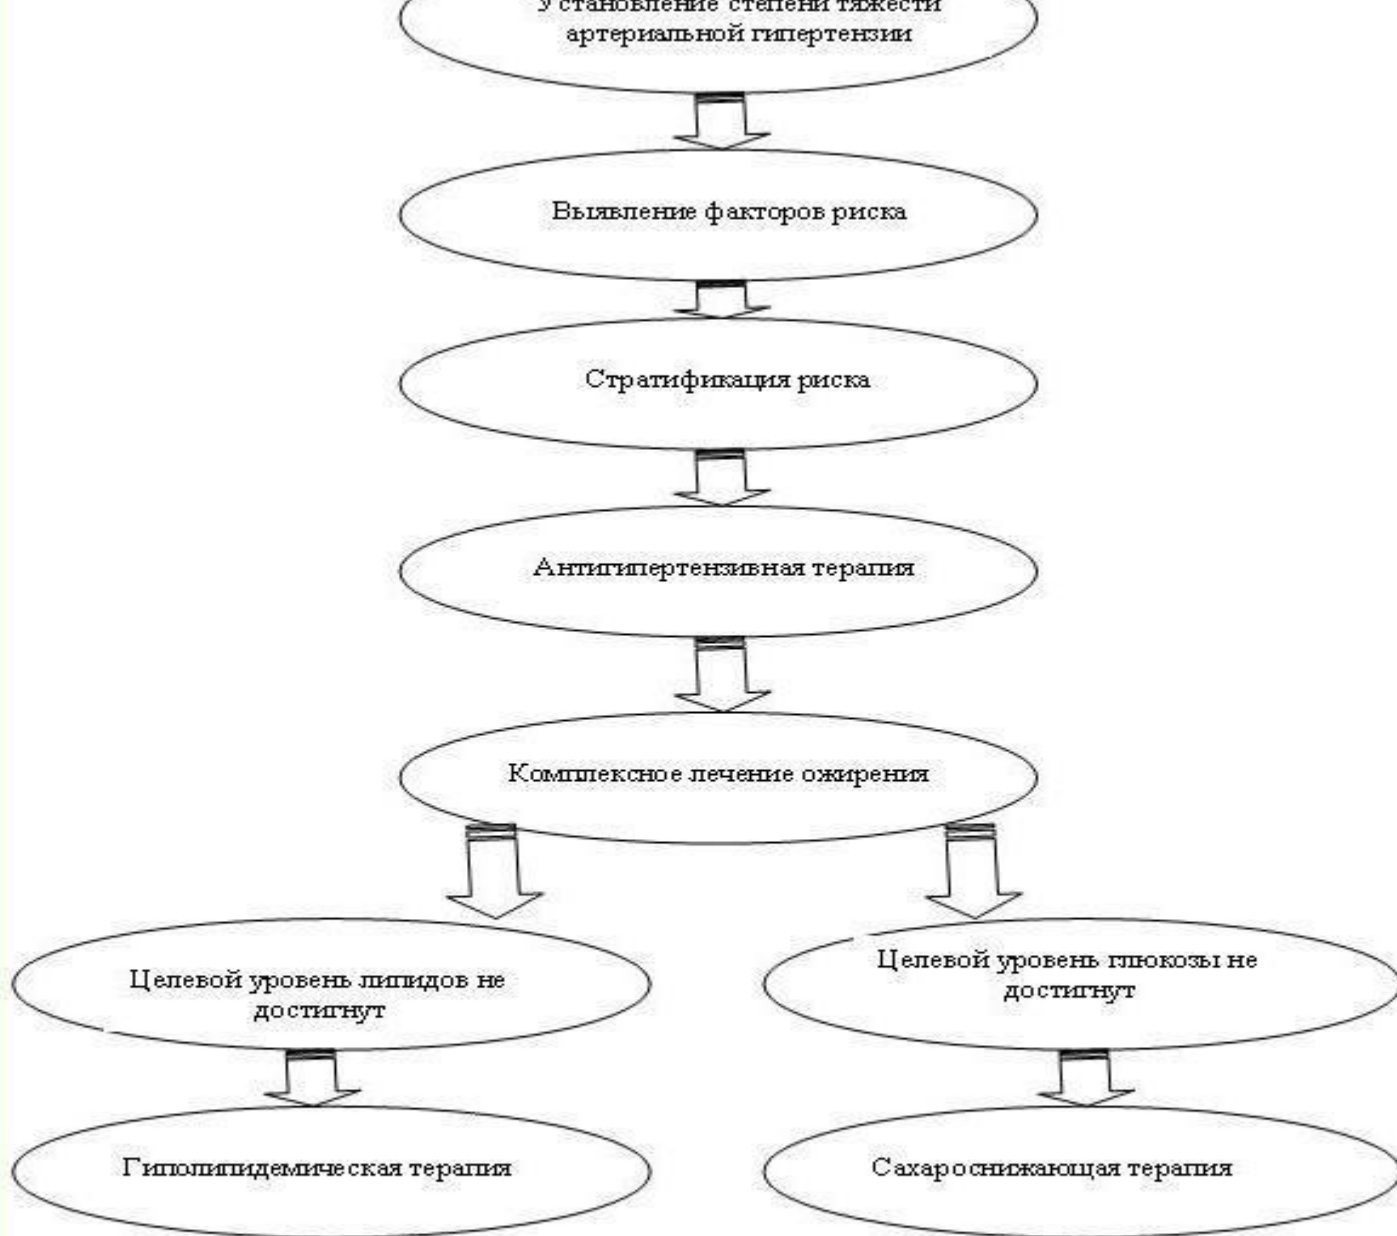 Установление степени тяжести
артериальной гипертензии
Выявление факторов риска
Стратификация риска
Антигипертензивная терапия
Комплексное лечение ожирения
Целевой уровень липидов не
достигнут
Целевой уровень глюкозы не
достигнут
Гиполипидемическая терапия
Сахароснижающая терапия